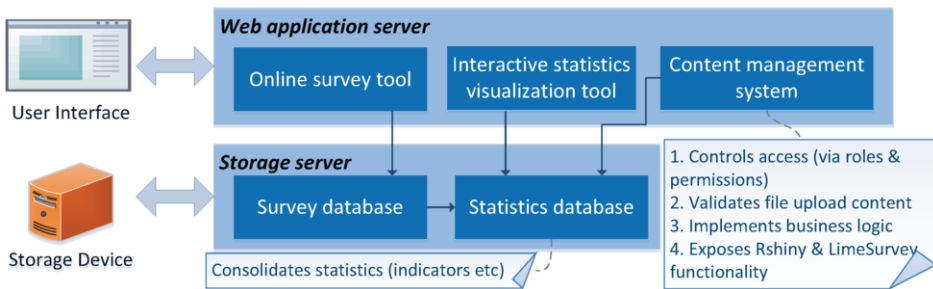 Web application server
Online survey tool
Interactive statistics
visualization tool
Content management
system
User Interface
Storage server
Survey database
Statistics database
Storage Device
Consolidates statistics (indicators etc)
1. Controls access (via roles &
permissions)
2. Validates file upload content
3. Implements business logic
4. Exposes Rshiny & LimeSurvey
functionality